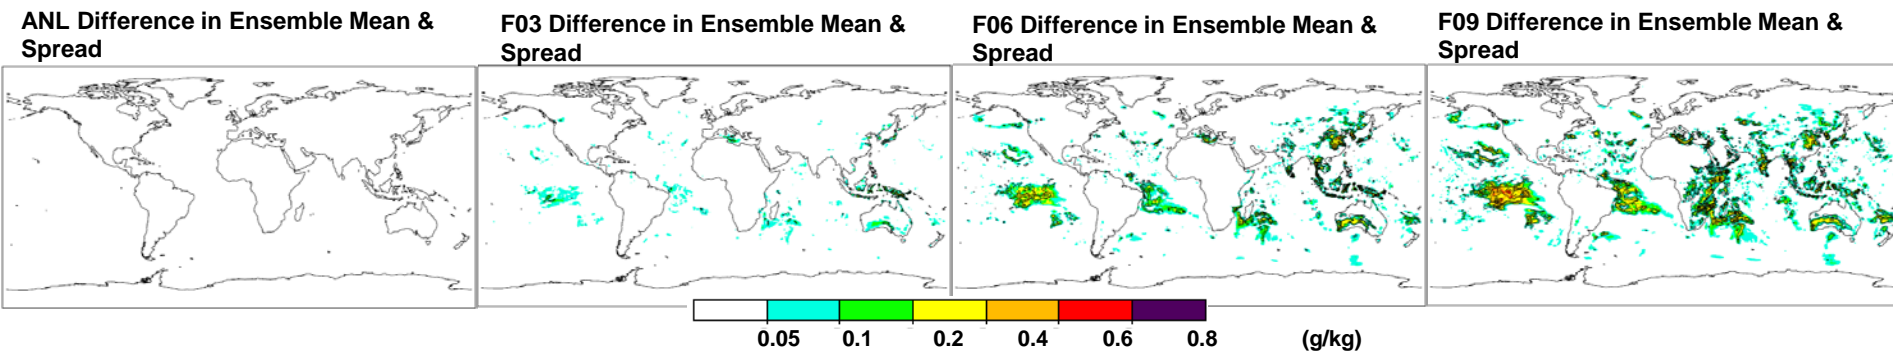 ANL Difference in Ensemble Mean &
Spread
F03 Difference in Ensemble Mean &
Spread
F06 Difference in Ensemble Mean &
Spread
F09 Difference in Ensemble Mean &
Spread
0.05 0.1 0.2 0.4 0.6 0.8 (g/kg)